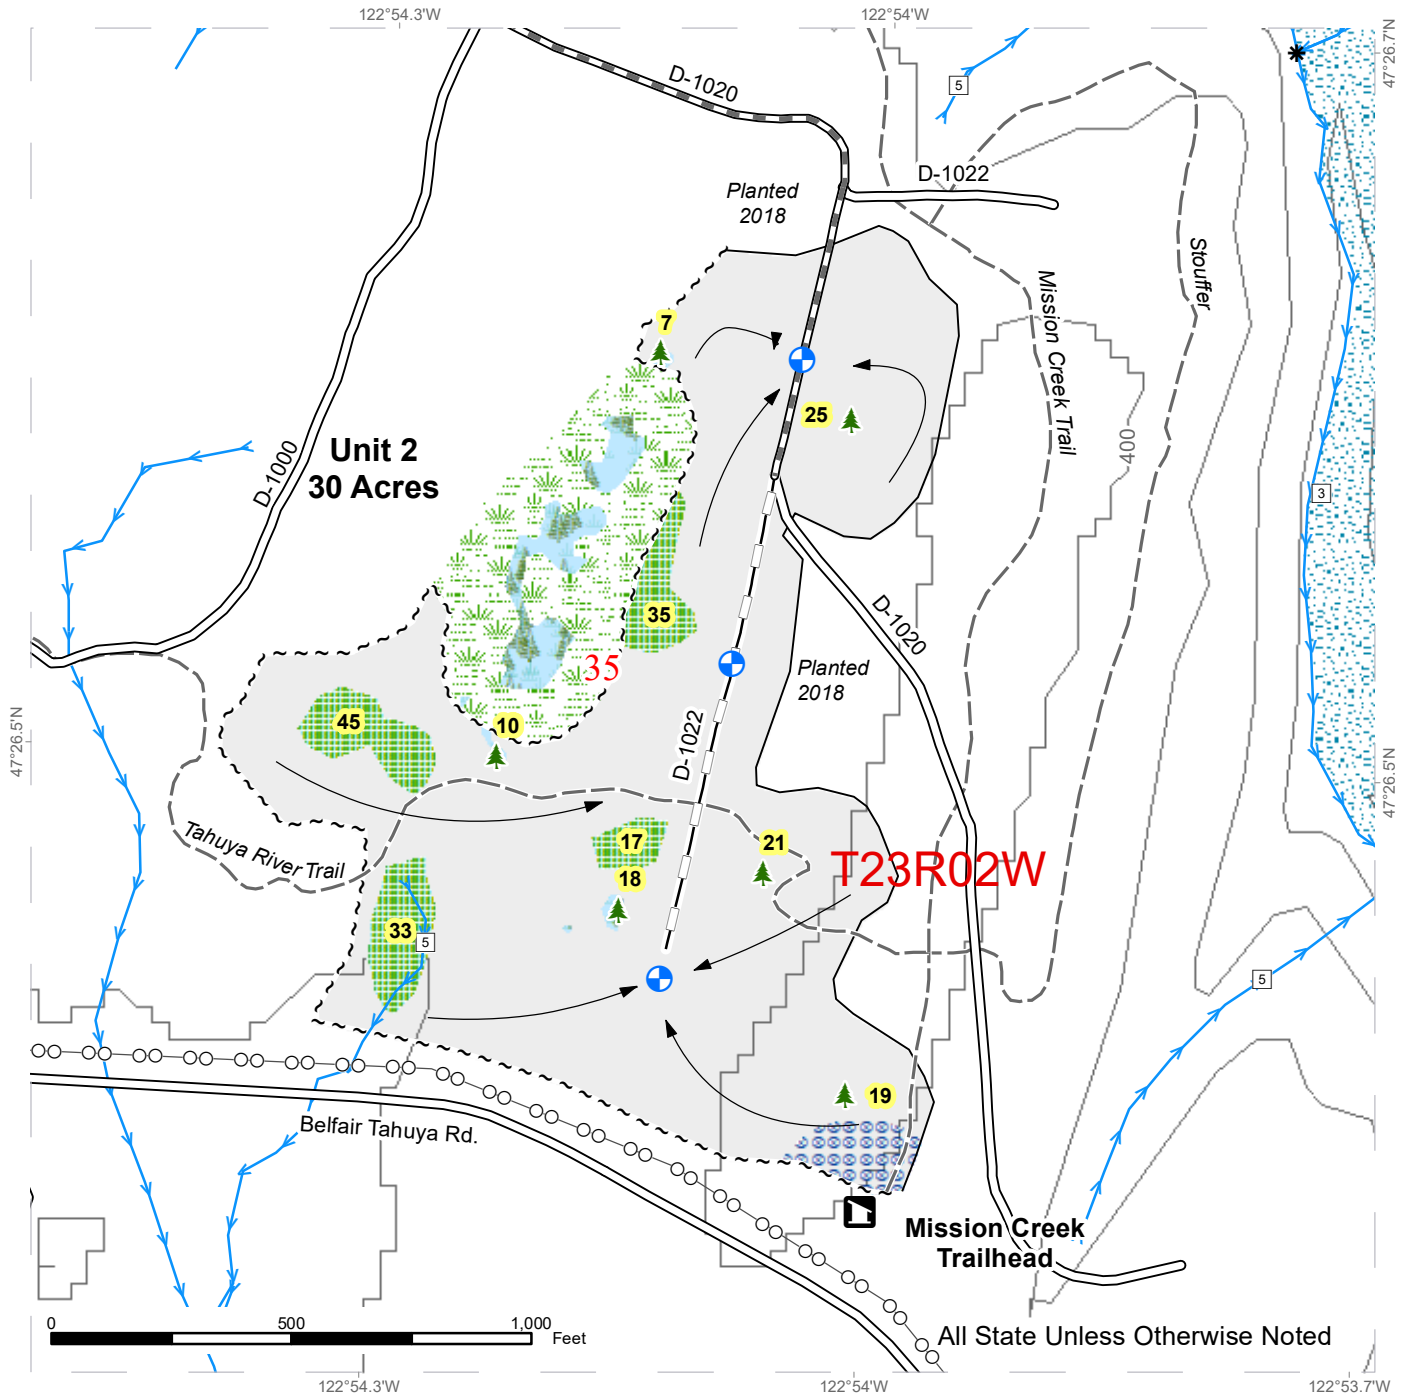 122°54.3'W
122°54'W
47°26.7'N
D-1020
5
D-1022
Planted
2018
Stouffer
Mission Creek Trail
7
25
400
Unit 2
30 Acres
D-1000
3
35
D-1020
35
Planted
2018
45
10
D-1022
47°26.5'N
47°26.5'N
Tahuya River Trail
17
21
18
T23R02W
33
5
5
19
Belfair Tahuya Rd.
Mission Creek
Trailhead
0 500 1,000
Feet
All State Unless Otherwise Noted
122°54.3'W
122°54'W
122°53.7'W